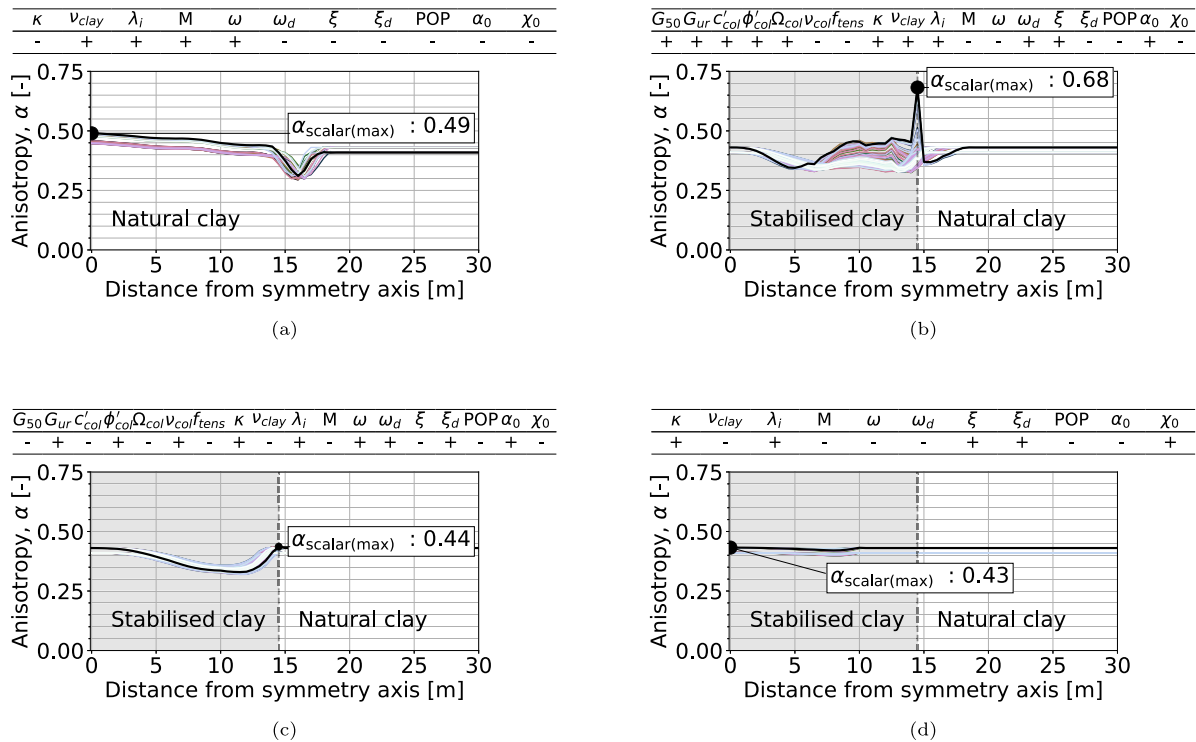 κ ν_clay λ_i M ω ω_d ξ ξ_d POP α_0 χ_0
- + + + + - - - - - -
0.75
0.50
0.25
0.00
Anisotropy, α [-]
α_scalar(max) : 0.49
Natural clay
0 5 10 15 20 25 30
Distance from symmetry axis [m]
(a)
G_50 G_ur c′_col ϕ′_col Ω_col ν_col f_tens κ ν_clay λ_i M ω ω_d ξ ξ_d POP α_0 χ_0
+ + + + + - - + + + - - + + - - + -
0.75
0.50
0.25
0.00
Anisotropy, α [-]
α_scalar(max) : 0.68
Stabilised clay Natural clay
0 5 10 15 20 25 30
Distance from symmetry axis [m]
(b)
G_50 G_ur c′_col ϕ′_col Ω_col ν_col f_tens κ ν_clay λ_i M ω ω_d ξ ξ_d POP α_0 χ_0
- + - + - - - + - + - + + - + - + -
0.75
0.50
0.25
0.00
Anisotropy, α [-]
α_scalar(max) : 0.44
Stabilised clay Natural clay
0 5 10 15 20 25 30
Distance from symmetry axis [m]
(c)
κ ν_clay λ_i M ω ω_d ξ ξ_d POP α_0 χ_0
+ - + - - - + + - - +
0.75
0.50
0.25
0.00
Anisotropy, α [-]
α_scalar(max) : 0.43
Stabilised clay Natural clay
0 5 10 15 20 25 30
Distance from symmetry axis [m]
(d)